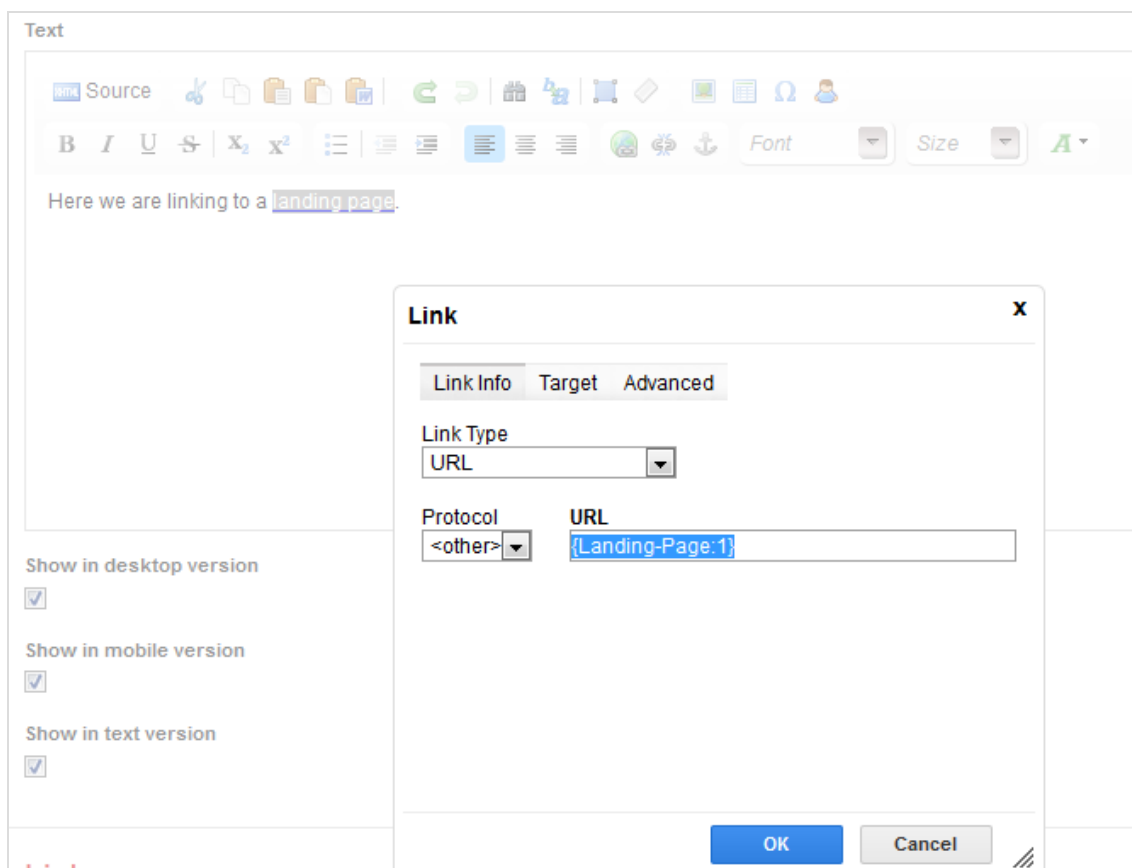 Text
Source
B I U S X₂ x² Font Size A
Here we are linking to a landing page.
Link x
Link Info Target Advanced
Link Type
URL
Protocol URL
<other> {Landing-Page:1}
Show in desktop version
Show in mobile version
Show in text version
OK Cancel